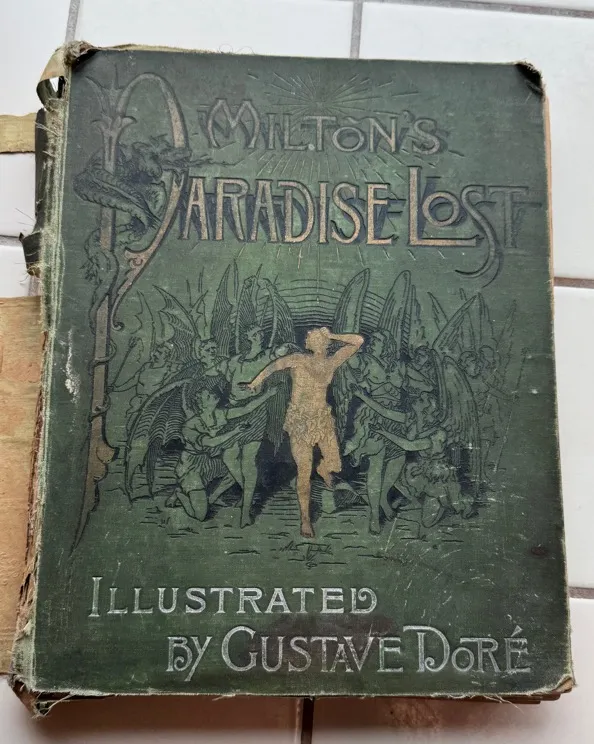 MILTON'S
PARADISE LOST
ILLUSTRATED
BY GUSTAVE DORÉ